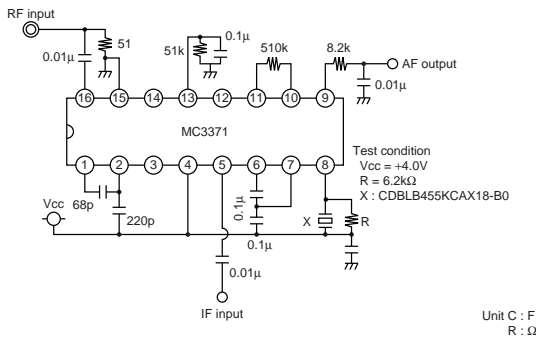 RF input
0.01μ
51
51k
0.1μ
510k
8.2k
AF output
0.01μ
16 15 14 13 12 11 10 9
MC3371
1 2 3 4 5 6 7 8
Test condition
Vcc = +4.0V
R = 6.2kΩ
X : CDBLB455KCAX18-B0
Vcc
68p
220p
0.1μ
0.1μ
X
R
0.01μ
IF input
Unit C : F
R : Ω